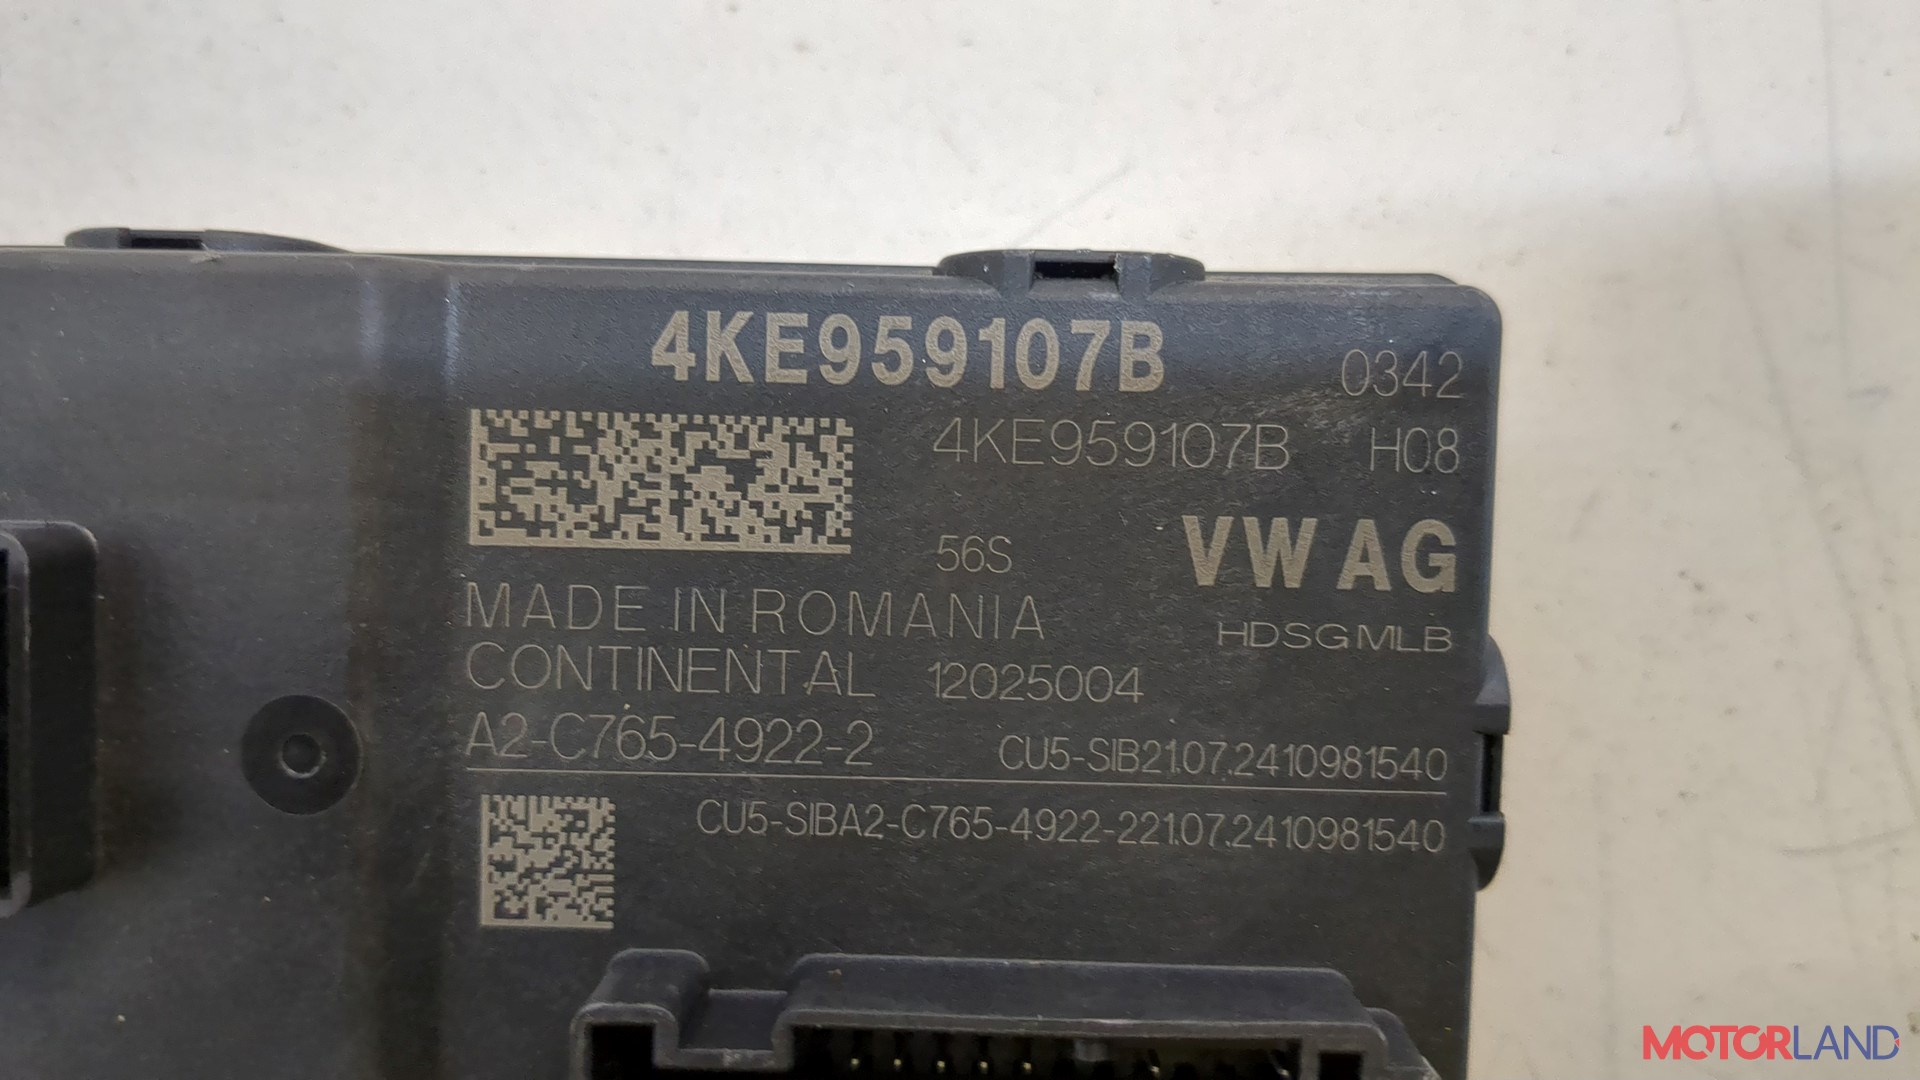 4KE959107B 0342
4KE959107B H08
56S VW AG
MADE IN ROMANIA HDSGMLB
CONTINENTAL 12025004
A2-C765-4922-2 CU5-SIB21.07.2410981540
CU5-SIBA2-C765-4922-221.07.2410981540
MOTORLAND